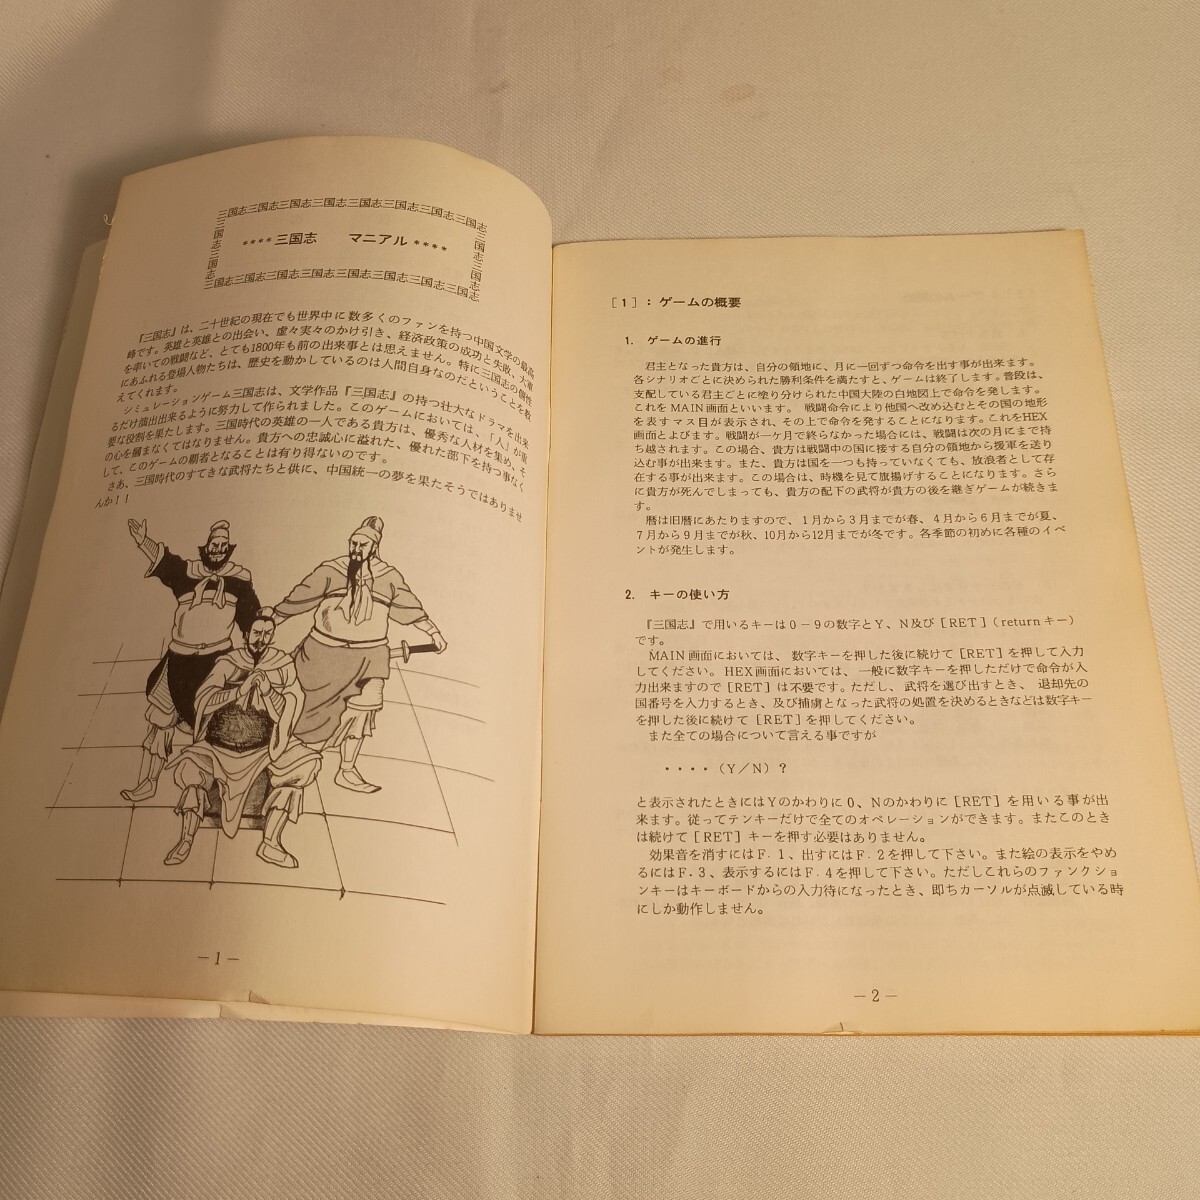 三国志三国志三国志三国志三国志三国志三国志三国志
三国志三国志
****三国志　　マニアル****
三国志三国志
三国志三国志三国志三国志三国志三国志三国志三国志
『三国志』は、二十世紀の現在でも世界中に数多くのファンを持つ中国文学の最高
峰です。英雄と英雄との出会い、虚々実々のかけ引き、経済政策の成功と失敗、大軍
を率いての戦闘など、とても1800年も前の出来事とは思えません。特に三国志の個性
にあふれる登場人物たちは、歴史を動かしているのは人間自身なのだということを教
えてくれます。
シミュレーションゲーム三国志は、文学作品『三国志』の持つ壮大なドラマを出来
るだけ演出出来るように努力して作られました。このゲームにおいては、「人」が重
要な役割を果たします。三国時代の英雄の一人である貴方は、優秀な人材を集め、そ
の心を掴まなくてはなりません。貴方への忠誠心に溢れた、優れた部下を持つ事なく
して、このゲームの覇者となることは有り得ないのです。
さあ、三国時代のすてきな武将たちと供に、中国統一の夢を果たそうではありませ
んか！！
－1－
［1］：ゲームの概要
1.　ゲームの進行
君主となった貴方は、自分の領地に、月に一回ずつ命令を出す事が出来ます。
各シナリオごとに決められた勝利条件を満たすと、ゲームは終了します。普段は、
支配している君主ごとに塗り分けられた中国大陸の白地図上で命令を発します。
これをMAIN画面といいます。　戦闘命令により他国へ改め込むとその国の地形
を表すマス目が表示され、その上で命令を発することになります。これをHEX
画面とよびます。戦闘が一ケ月で終らなかった場合には、戦闘は次の月にまで持
ち越されます。この場合、貴方は戦闘中の国に接する自分の領地から援軍を送り
込む事が出来ます。また、貴方は国を一つも持っていなくても、放浪者として存
在する事が出来ます。この場合は、時機を見て旗揚げすることになります。さら
に貴方が死んでしまっても、貴方の配下の武将が貴方の後を継ぎゲームが続きま
す。
暦は旧暦にあたりますので、1月から3月までが春、4月から6月までが夏、
7月から9月までが秋、10月から12月までが冬です。各季節の初めに各種のイベ
ントが発生します。
2.　キーの使い方
『三国志』で用いるキーは0－9の数字とY、N及び［RET］(returnキー)
です。
MAIN画面においては、数字キーを押した後に続けて［RET］を押して入力
してください。HEX画面においては、一般に数字キーを押しただけで命令が入
力出来ますので［RET］は不要です。ただし、武将を選び出すとき、退却先の
国番号を入力するとき、及び捕虜となった武将の処置を決めるときなどは数字キー
を押した後に続けて［RET］を押してください。
また全ての場合について言える事ですが
・・・・（Y／N）？
と表示されたときにはYのかわりに0、Nのかわりに［RET］を用いる事が出
来ます。従ってテンキーだけで全てのオペレーションができます。またこのとき
は続けて［RET］キーを押す必要はありません。
効果音を消すにはF．1、出すにはF．2を押して下さい。また絵の表示をやめ
るにはF．3、表示するにはF．4を押して下さい。ただしこれらのファンクショ
ンキーはキーボードからの入力待になったとき、即ちカーソルが点滅している時
にしか動作しません。
－2－